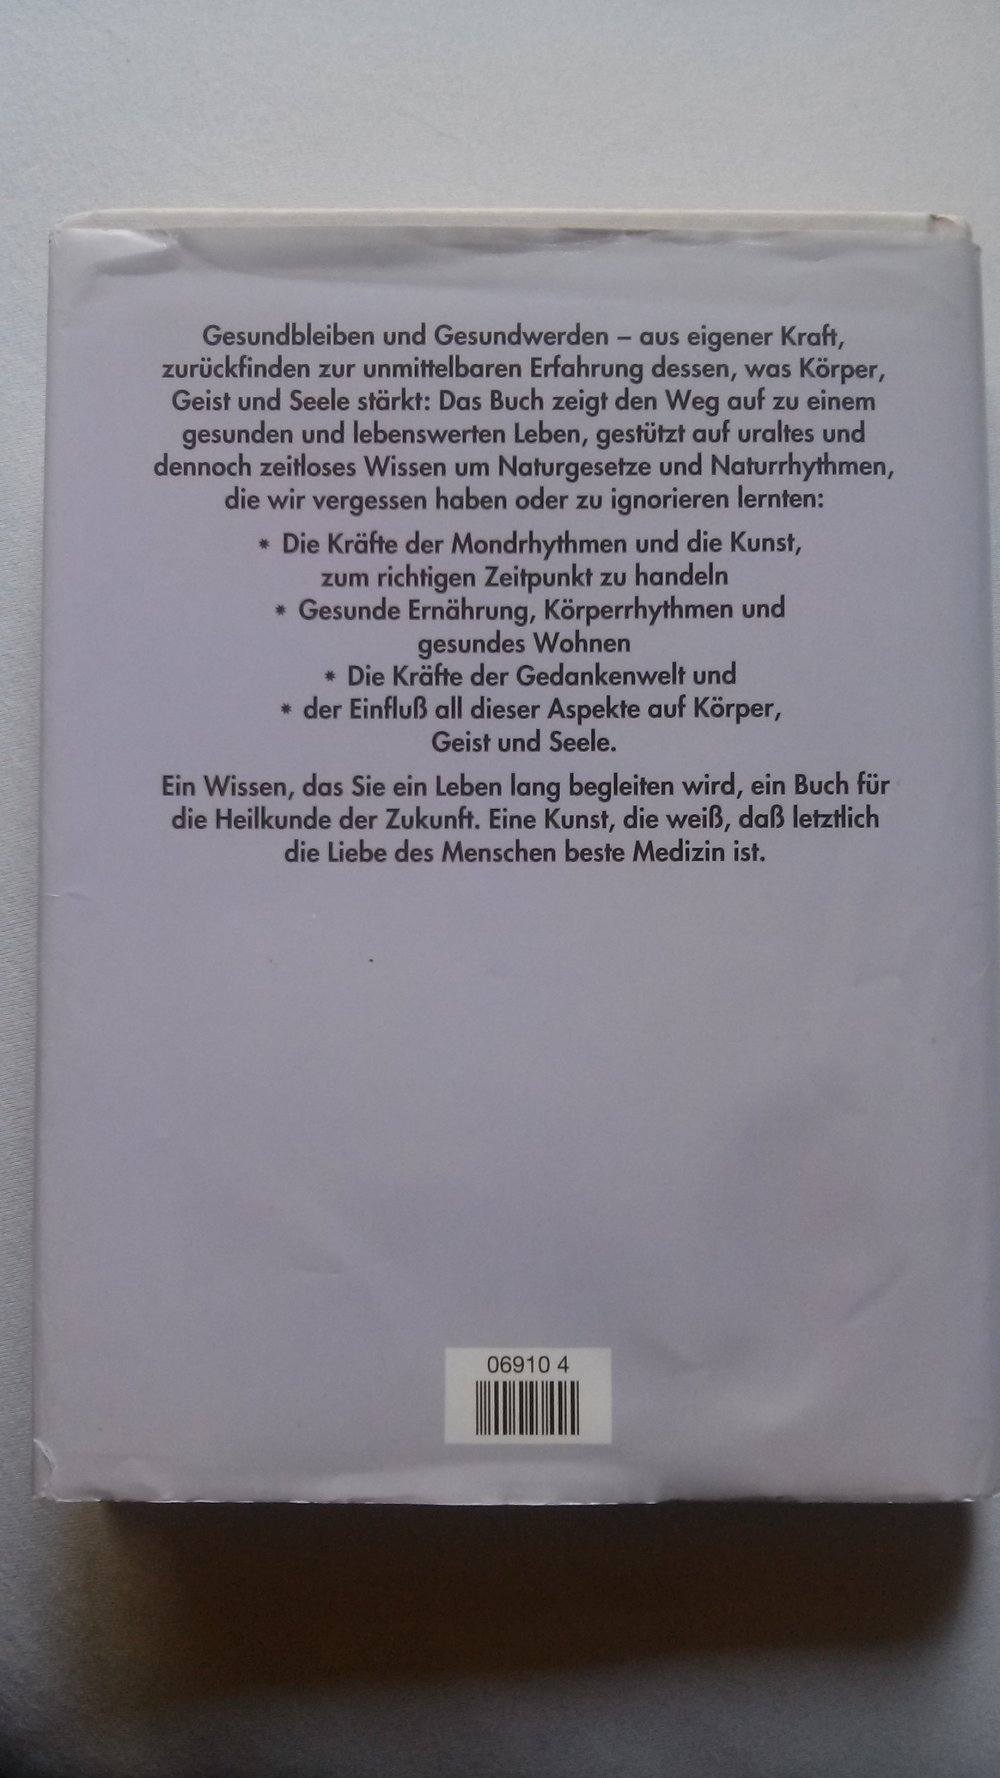 Gesundbleiben und Gesundwerden – aus eigener Kraft,
zurückfinden zur unmittelbaren Erfahrung dessen, was Körper,
Geist und Seele stärkt: Das Buch zeigt den Weg auf zu einem
gesunden und lebenswerten Leben, gestützt auf uraltes und
dennoch zeitloses Wissen um Naturgesetze und Naturrhythmen,
die wir vergessen haben oder zu ignorieren lernten:
* Die Kräfte der Mondrhythmen und die Kunst,
zum richtigen Zeitpunkt zu handeln
* Gesunde Ernährung, Körperrhythmen und
gesundes Wohnen
* Die Kräfte der Gedankenwelt und
* der Einfluß all dieser Aspekte auf Körper,
Geist und Seele.
Ein Wissen, das Sie ein Leben lang begleiten wird, ein Buch für
die Heilkunde der Zukunft. Eine Kunst, die weiß, daß letztlich
die Liebe des Menschen beste Medizin ist.
06910 4